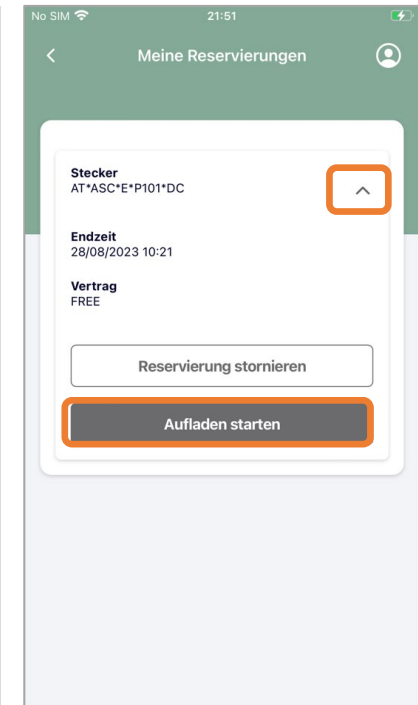 No SIM 21:51
Meine Reservierungen
Stecker
AT*ASC*E*P101*DC
Endzeit
28/08/2023 10:21
Vertrag
FREE
Reservierung stornieren
Aufladen starten